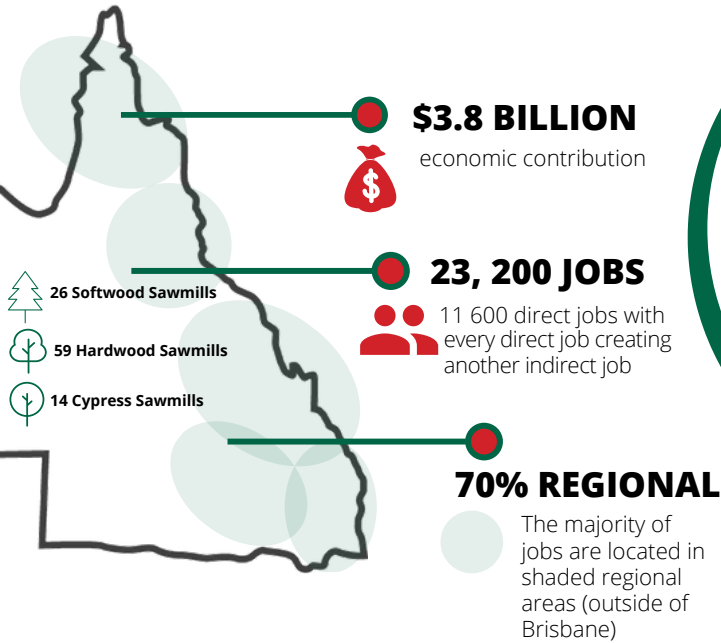 $3.8 BILLION
economic contribution
$
23, 200 JOBS
11 600 direct jobs with
every direct job creating
another indirect job
26 Softwood Sawmills
59 Hardwood Sawmills
14 Cypress Sawmills
70% REGIONAL
The majority of
jobs are located in
shaded regional
areas (outside of
Brisbane)